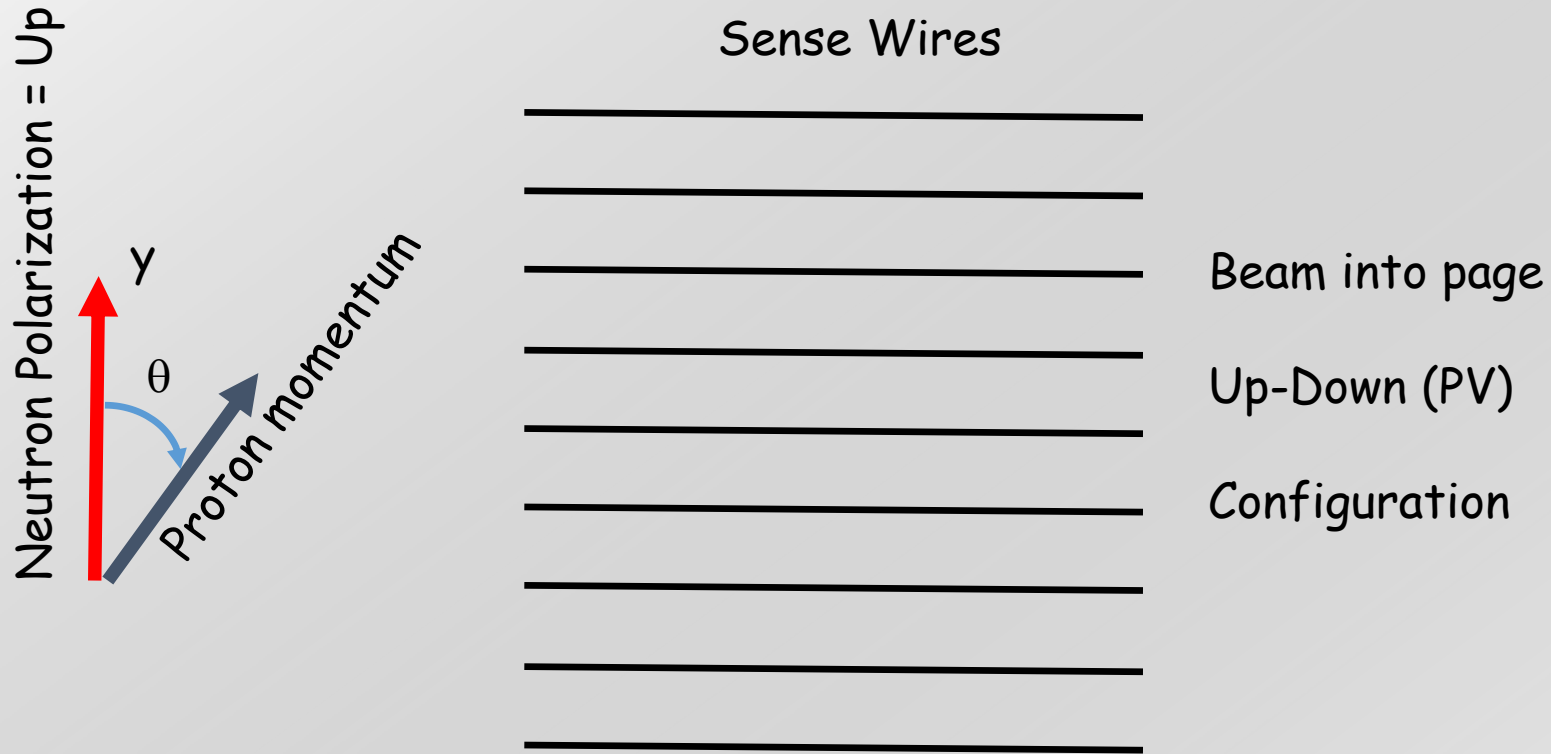 Neutron Polarization = Up
y
θ
Proton momentum
Sense Wires
Beam into page
Up-Down (PV)
Configuration